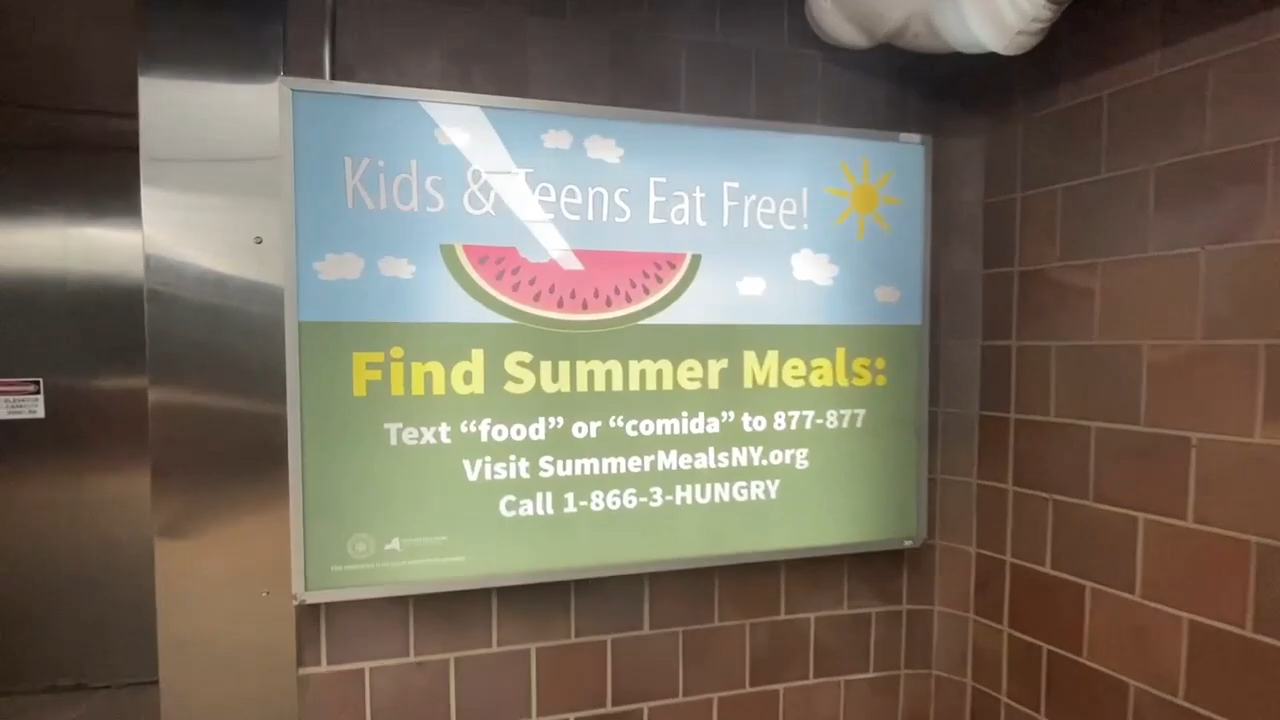 Kids & Teens Eat Free!
Find Summer Meals:
Text “food” or “comida” to 877-877
Visit SummerMealsNY.org
Call 1-866-3-HUNGRY